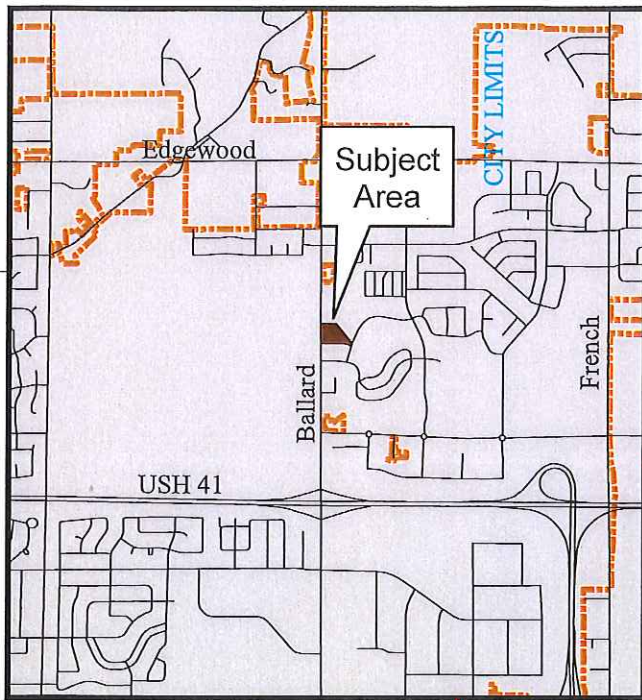 CITY LIMITS
Edgewood
Subject
Area
Ballard
French
USH 41